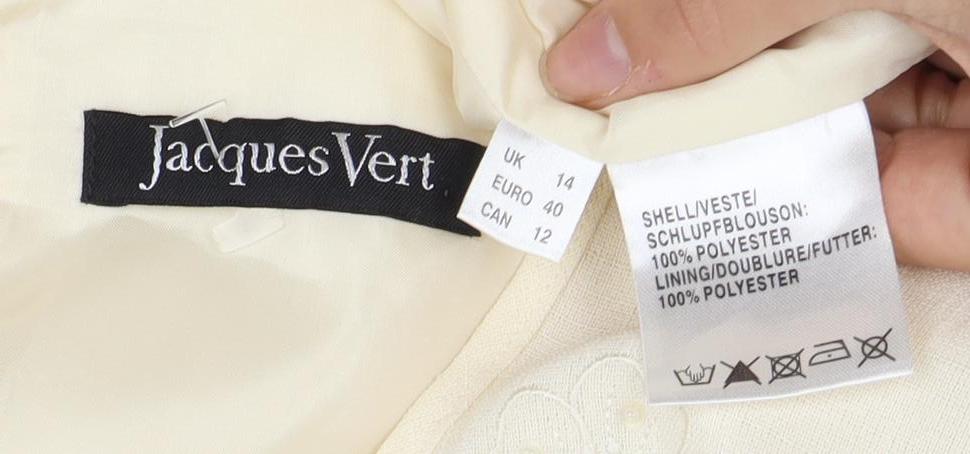 Jacques Vert
UK 14
EURO 40
CAN 12
SHELL/VESTE/
SCHLUPFBLOUSON:
100% POLYESTER
LINING/DOUBLURE/FUTTER:
100% POLYESTER